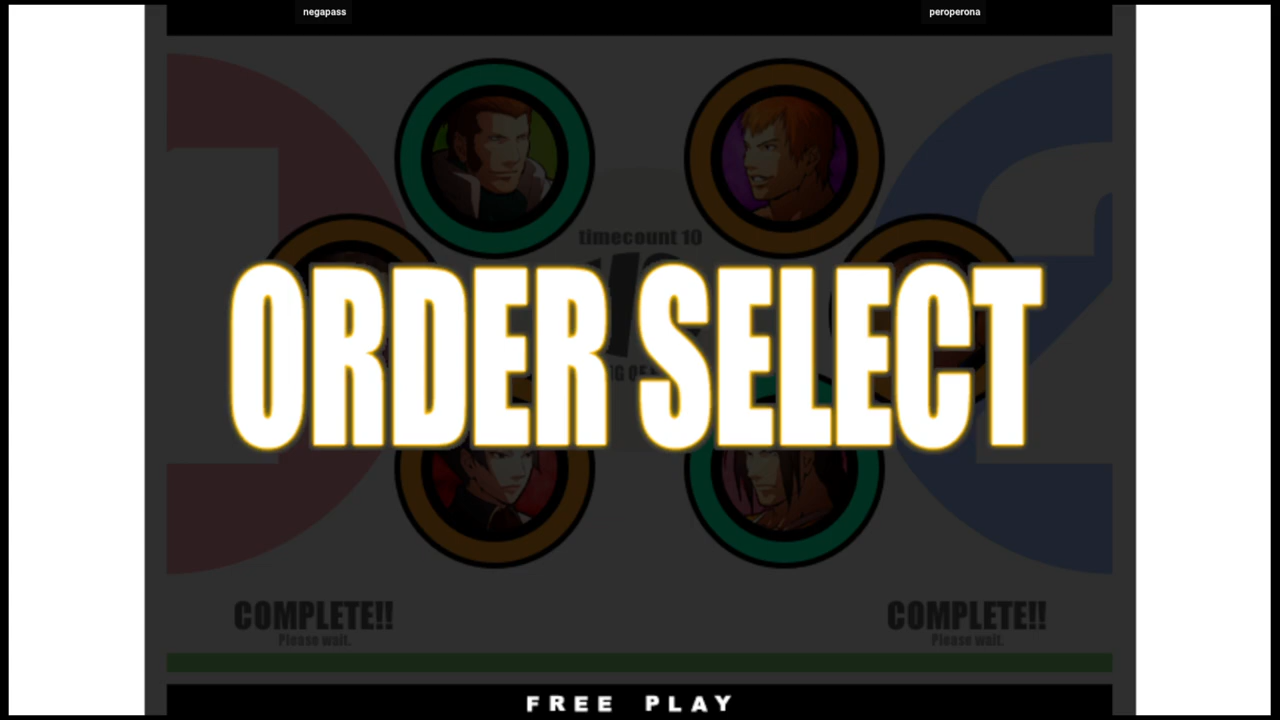 negapass
peroperona
timecount 10
ORDER SELECT
COMPLETE!!
Please wait.
COMPLETE!!
Please wait.
FREE PLAY